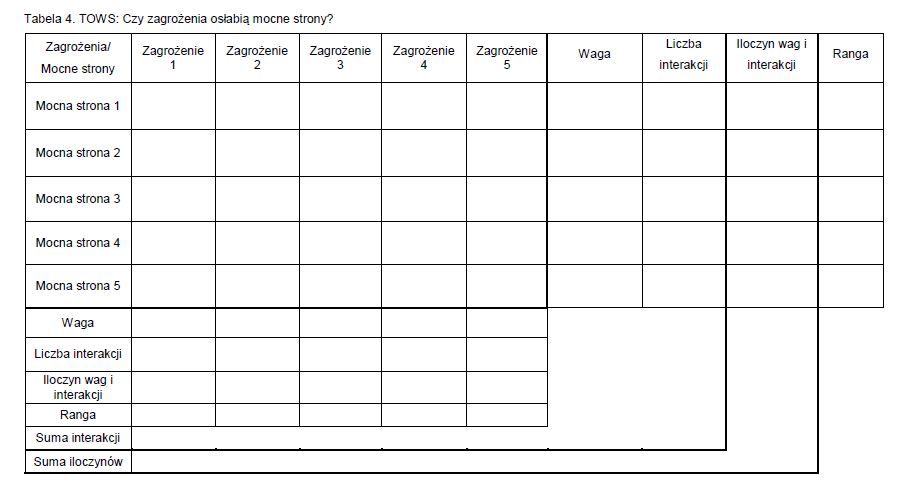 Tabela 4. TOWS: Czy zagrożenia osłabią mocne strony?
Zagrożenia/
Mocne strony
Zagrożenie
1
Zagrożenie
2
Zagrożenie
3
Zagrożenie
4
Zagrożenie
5
Waga
Liczba
interakcji
Iloczyn wag i
interakcji
Ranga
Mocna strona 1
Mocna strona 2
Mocna strona 3
Mocna strona 4
Mocna strona 5
Waga
Liczba interakcji
Iloczyn wag i
interakcji
Ranga
Suma interakcji
Suma iloczynów